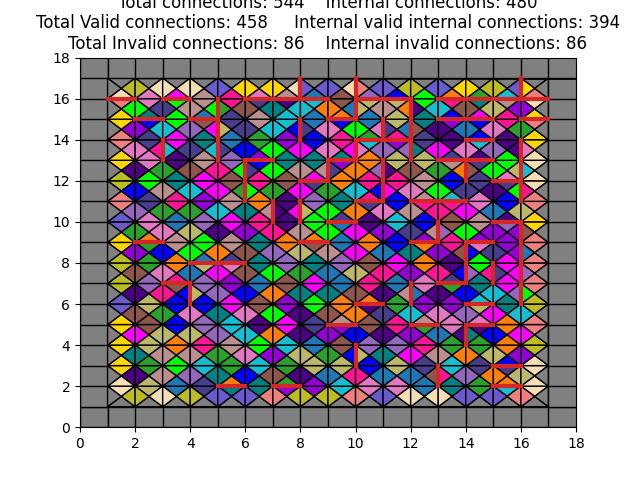 Total connections: 544    Internal connections: 480
Total Valid connections: 458     Internal valid internal connections: 394
Total Invalid connections: 86    Internal invalid connections: 86
18
16
14
12
10
8
6
4
2
0
0 2 4 6 8 10 12 14 16 18